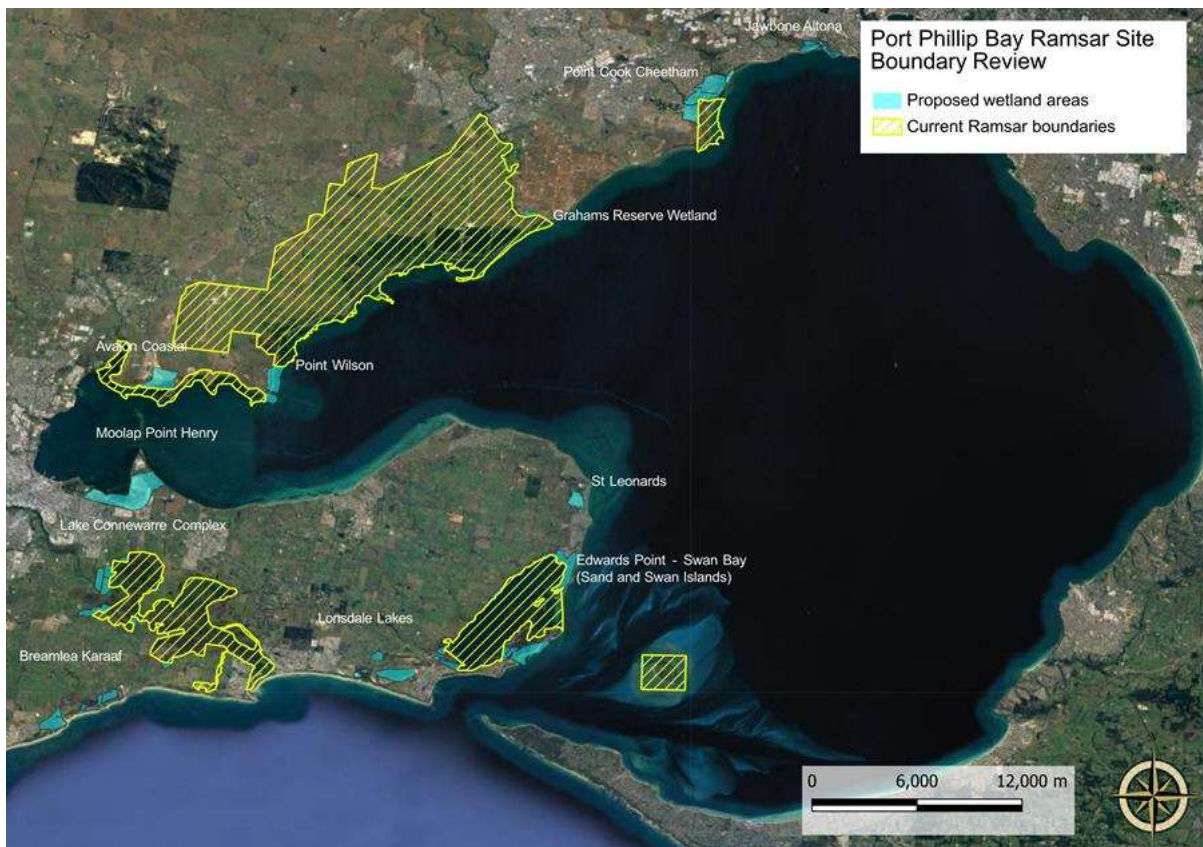 Jawbone Altona
Port Phillip Bay Ramsar Site
Boundary Review
Proposed wetland areas
Current Ramsar boundaries
Point Cook Cheetham
Grahams Reserve Wetland
Avalon Coastal
Point Wilson
Moolap Point Henry
St Leonards
Lake Connewarre Complex
Edwards Point - Swan Bay
(Sand and Swan Islands)
Lonsdale Lakes
Breamlea Karaaf
0 6,000 12,000 m